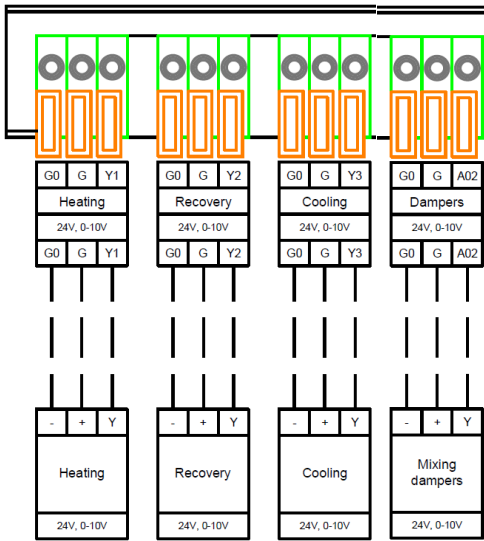 G0 G Y1 G0 G Y2 G0 G Y3 G0 G A02
Heating Recovery Cooling Dampers
24V, 0-10V 24V, 0-10V 24V, 0-10V 24V, 0-10V
G0 G Y1 G0 G Y2 G0 G Y3 G0 G A02
- + Y - + Y - + Y - + Y
Heating Recovery Cooling Mixing
dampers
24V, 0-10V 24V, 0-10V 24V, 0-10V 24V, 0-10V